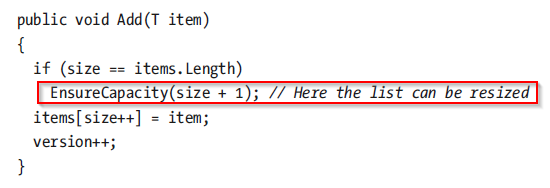 public void Add(T item)
{
if (size == items.Length)
EnsureCapacity(size + 1); // Here the list can be resized
items[size++] = item;
version++;
}